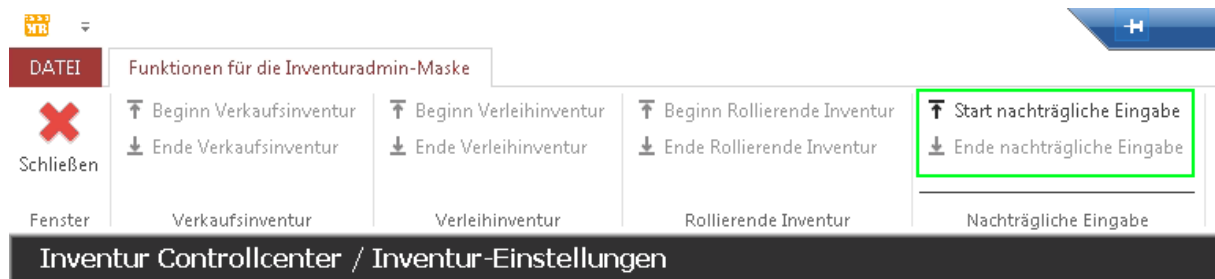 MR
DATEI Funktionen für die Inventuradmin-Maske
Beginn Verkaufsinventur Beginn Verleihinventur Beginn Rollierende Inventur Start nachträgliche Eingabe
Ende Verkaufsinventur Ende Verleihinventur Ende Rollierende Inventur Ende nachträgliche Eingabe
Schließen
Fenster Verkaufsinventur Verleihinventur Rollierende Inventur Nachträgliche Eingabe
Inventur Controllcenter / Inventur-Einstellungen